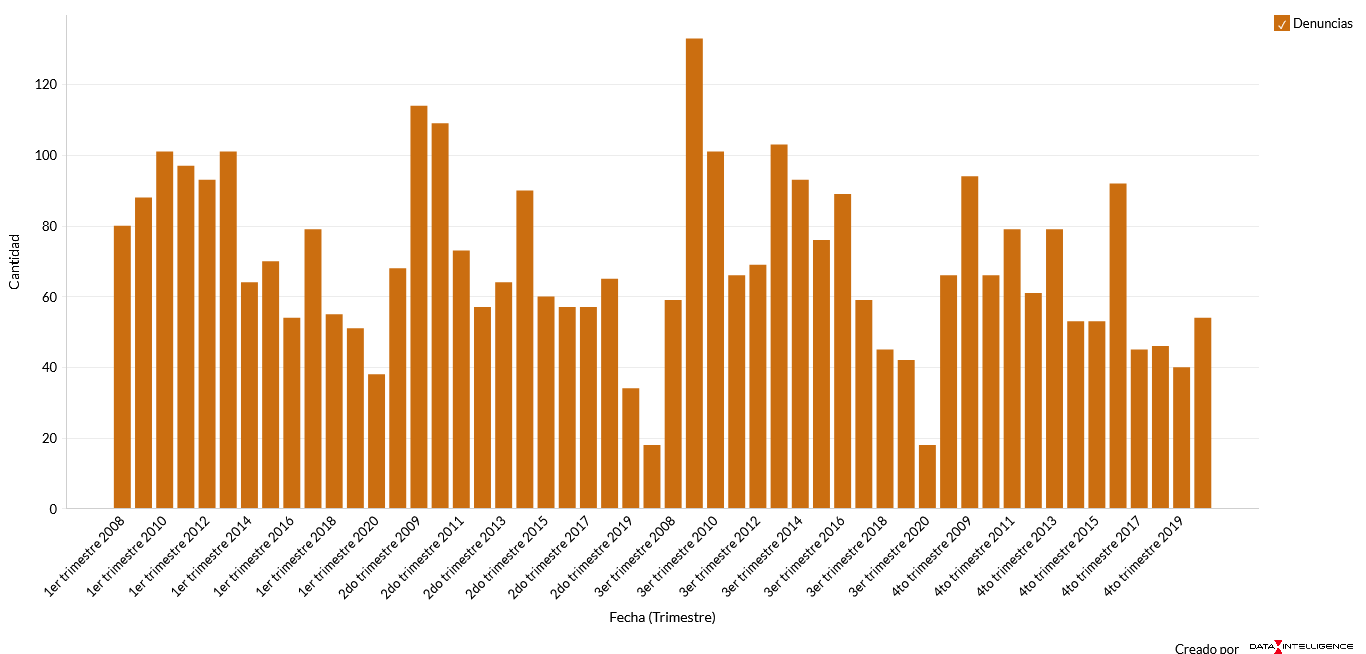 Denuncias
120
100
80
60
40
20
0
Cantidad
1er trimestre 2008
1er trimestre 2010
1er trimestre 2012
1er trimestre 2014
1er trimestre 2016
1er trimestre 2018
1er trimestre 2020
2do trimestre 2009
2do trimestre 2011
2do trimestre 2013
2do trimestre 2015
2do trimestre 2017
2do trimestre 2019
3er trimestre 2008
3er trimestre 2010
3er trimestre 2012
3er trimestre 2014
3er trimestre 2016
3er trimestre 2018
3er trimestre 2020
4to trimestre 2009
4to trimestre 2011
4to trimestre 2013
4to trimestre 2015
4to trimestre 2017
4to trimestre 2019
Fecha (Trimestre)
Creado por DATA INTELLIGENCE